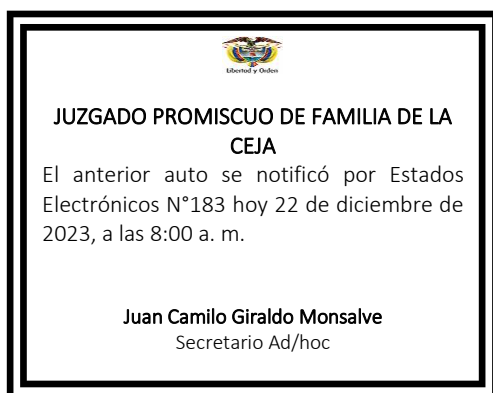 Libertad y Orden
JUZGADO PROMISCUO DE FAMILIA DE LA
CEJA
El anterior auto se notificó por Estados
Electrónicos N°183 hoy 22 de diciembre de
2023, a las 8:00 a. m.
Juan Camilo Giraldo Monsalve
Secretario Ad/hoc